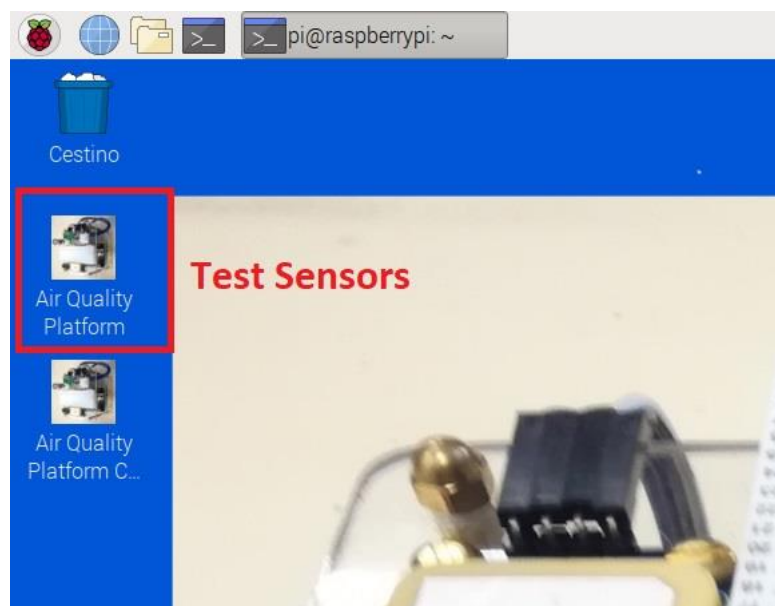 pi@raspberrypi: ~
Cestino
Air Quality
Platform
Test Sensors
Air Quality
Platform C...